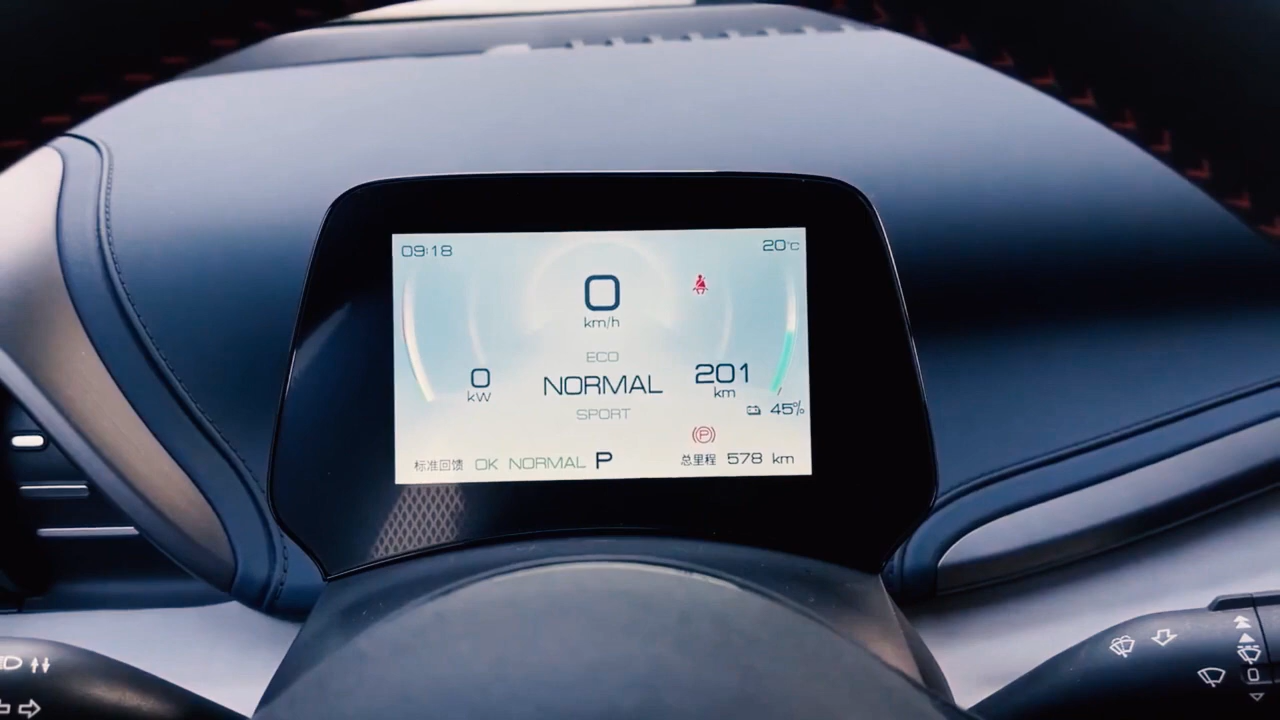 09:18
20°C
0
km/h
ECO
0
kW
NORMAL
201
km
SPORT
45%
标准回馈 OK NORMAL P
总里程 578 km
0